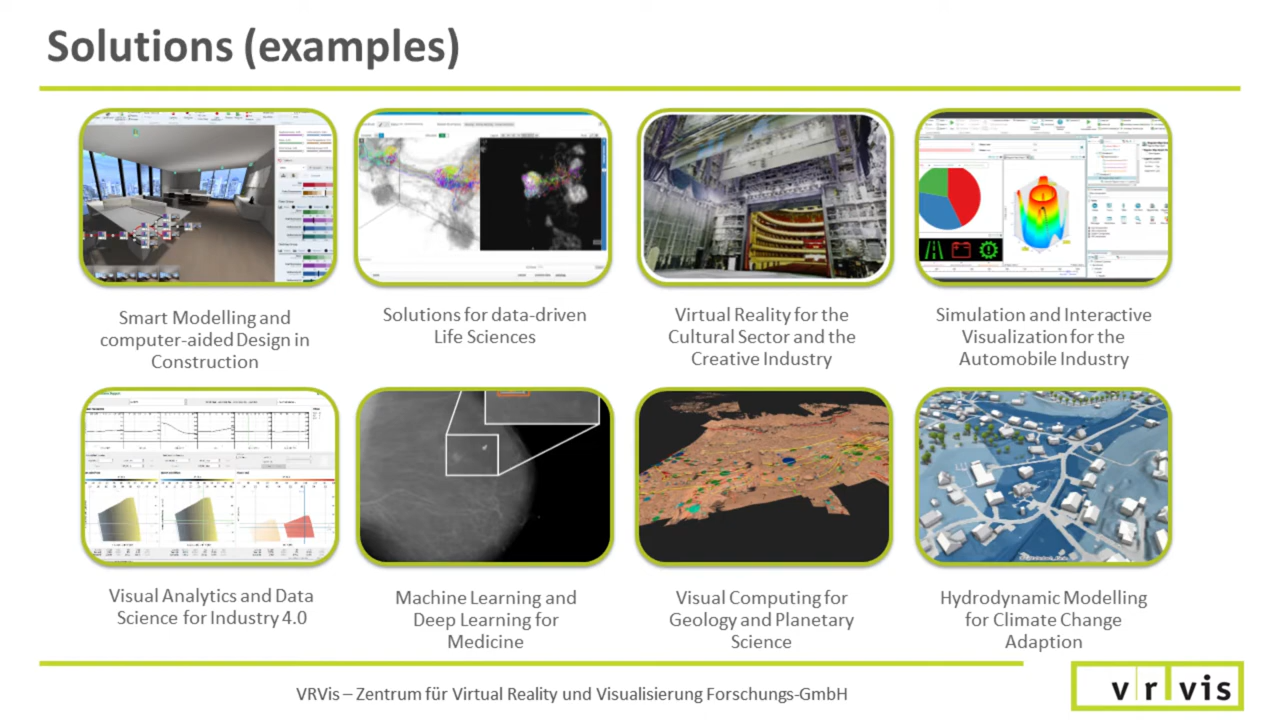 Solutions (examples)
Smart Modelling and
computer-aided Design in
Construction
Solutions for data-driven
Life Sciences
Virtual Reality for the
Cultural Sector and the
Creative Industry
Simulation and Interactive
Visualization for the
Automobile Industry
Visual Analytics and Data
Science for Industry 4.0
Machine Learning and
Deep Learning for
Medicine
Visual Computing for
Geology and Planetary
Science
Hydrodynamic Modelling
for Climate Change
Adaption
VRVis – Zentrum für Virtual Reality und Visualisierung Forschungs-GmbH
vrvis